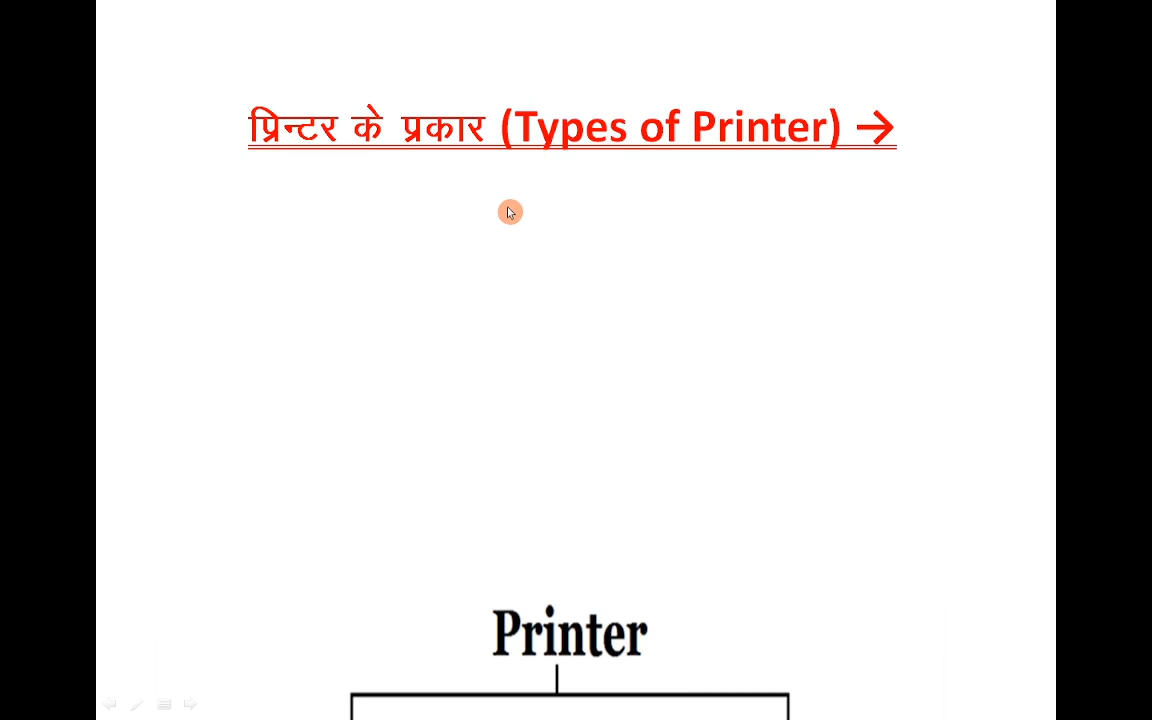 प्रिन्टर के प्रकार (Types of Printer) →
Printer